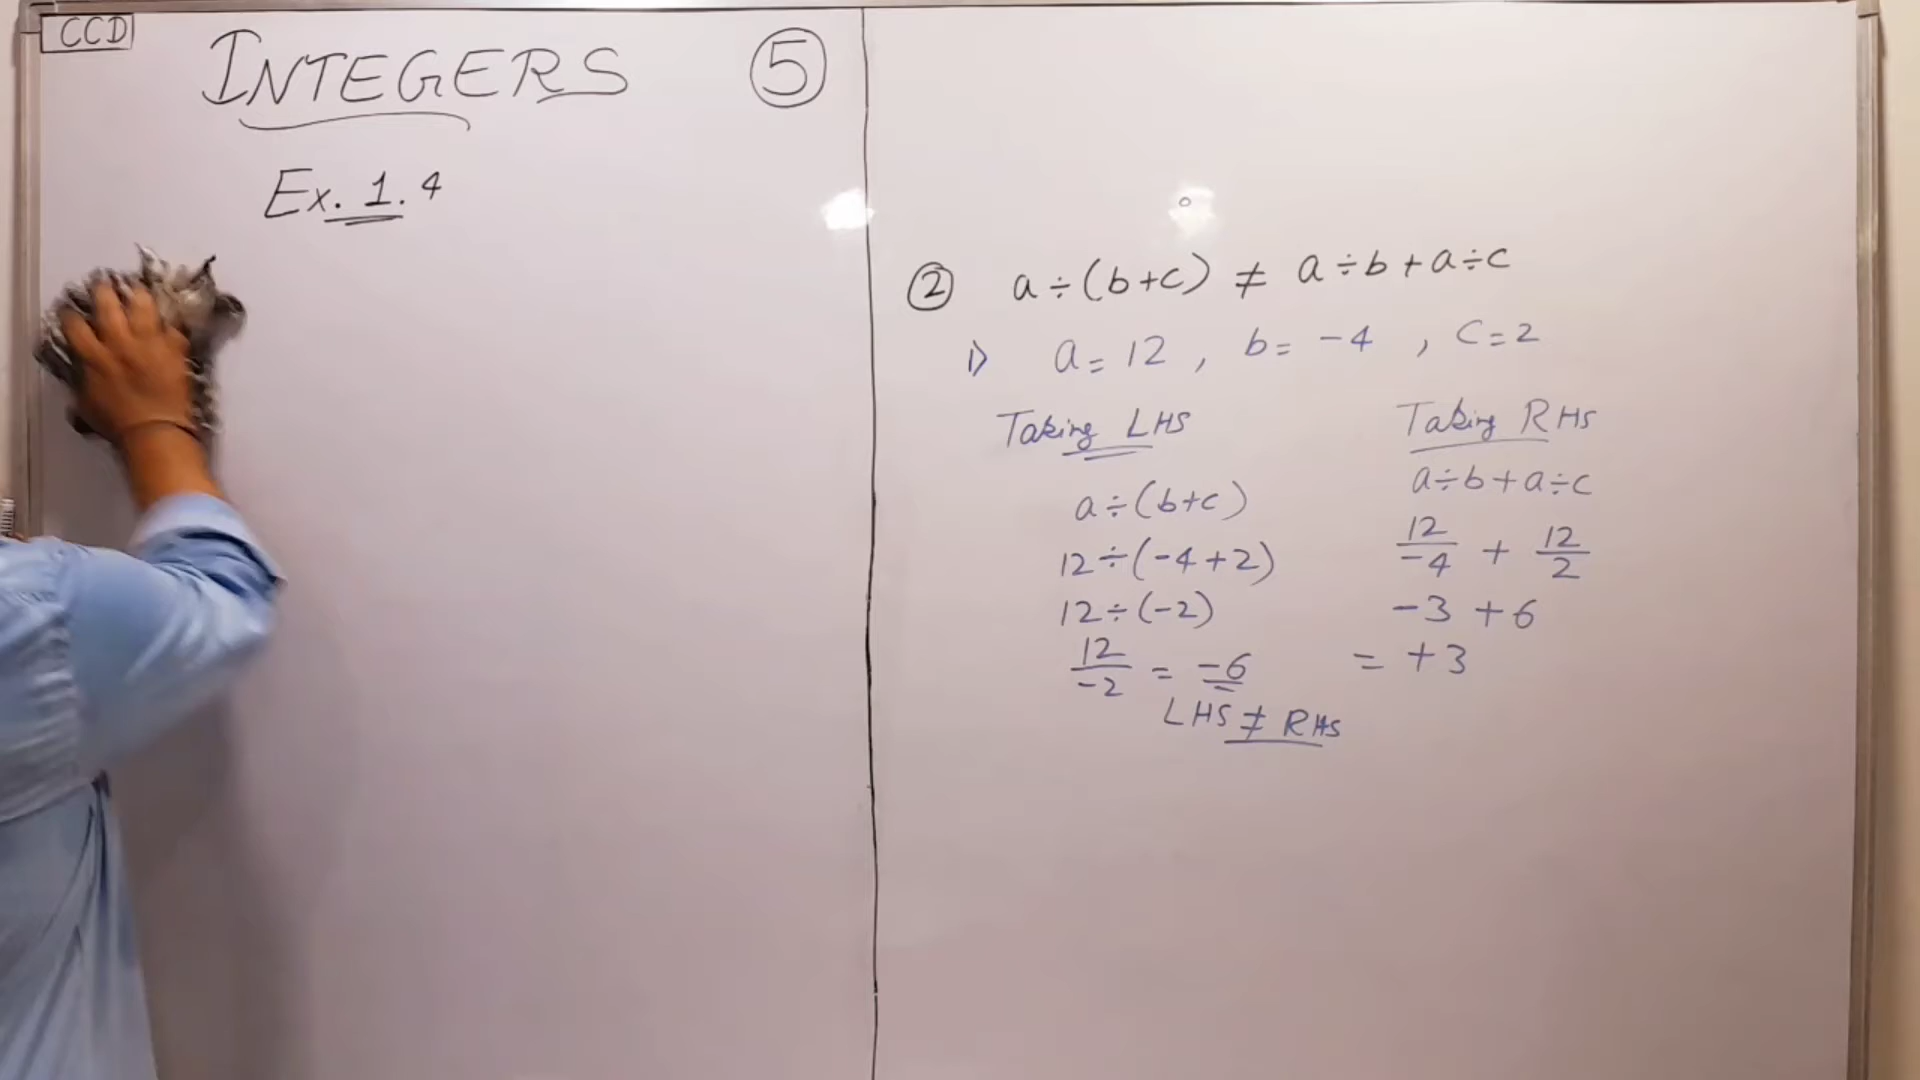 CCD
INTEGERS
5
Ex. 1.4
② a ÷ (b+c) ≠ a ÷ b + a ÷ c
1) a = 12 , b = -4 , c = 2
Taking LHS
a ÷ (b+c)
12 ÷ (-4 + 2)
12 ÷ (-2)
12/-2 = -6
Taking RHS
a ÷ b + a ÷ c
12/-4 + 12/2
-3 + 6
= +3
LHS ≠ RHS